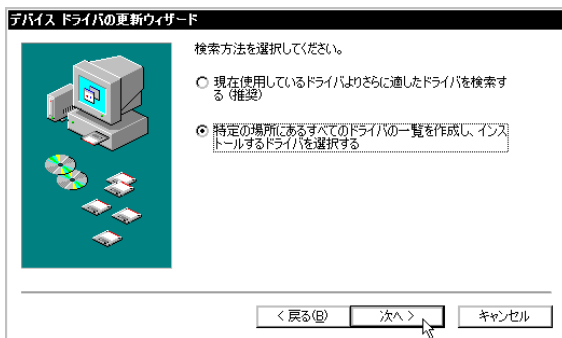 デバイス ドライバの更新ウィザード
検索方法を選択してください。
現在使用しているドライバよりさらに適したドライバを検索す
る (推奨)
特定の場所にあるすべてのドライバの一覧を作成し、インス
トールするドライバを選択する
< 戻る(B)
次へ >
キャンセル